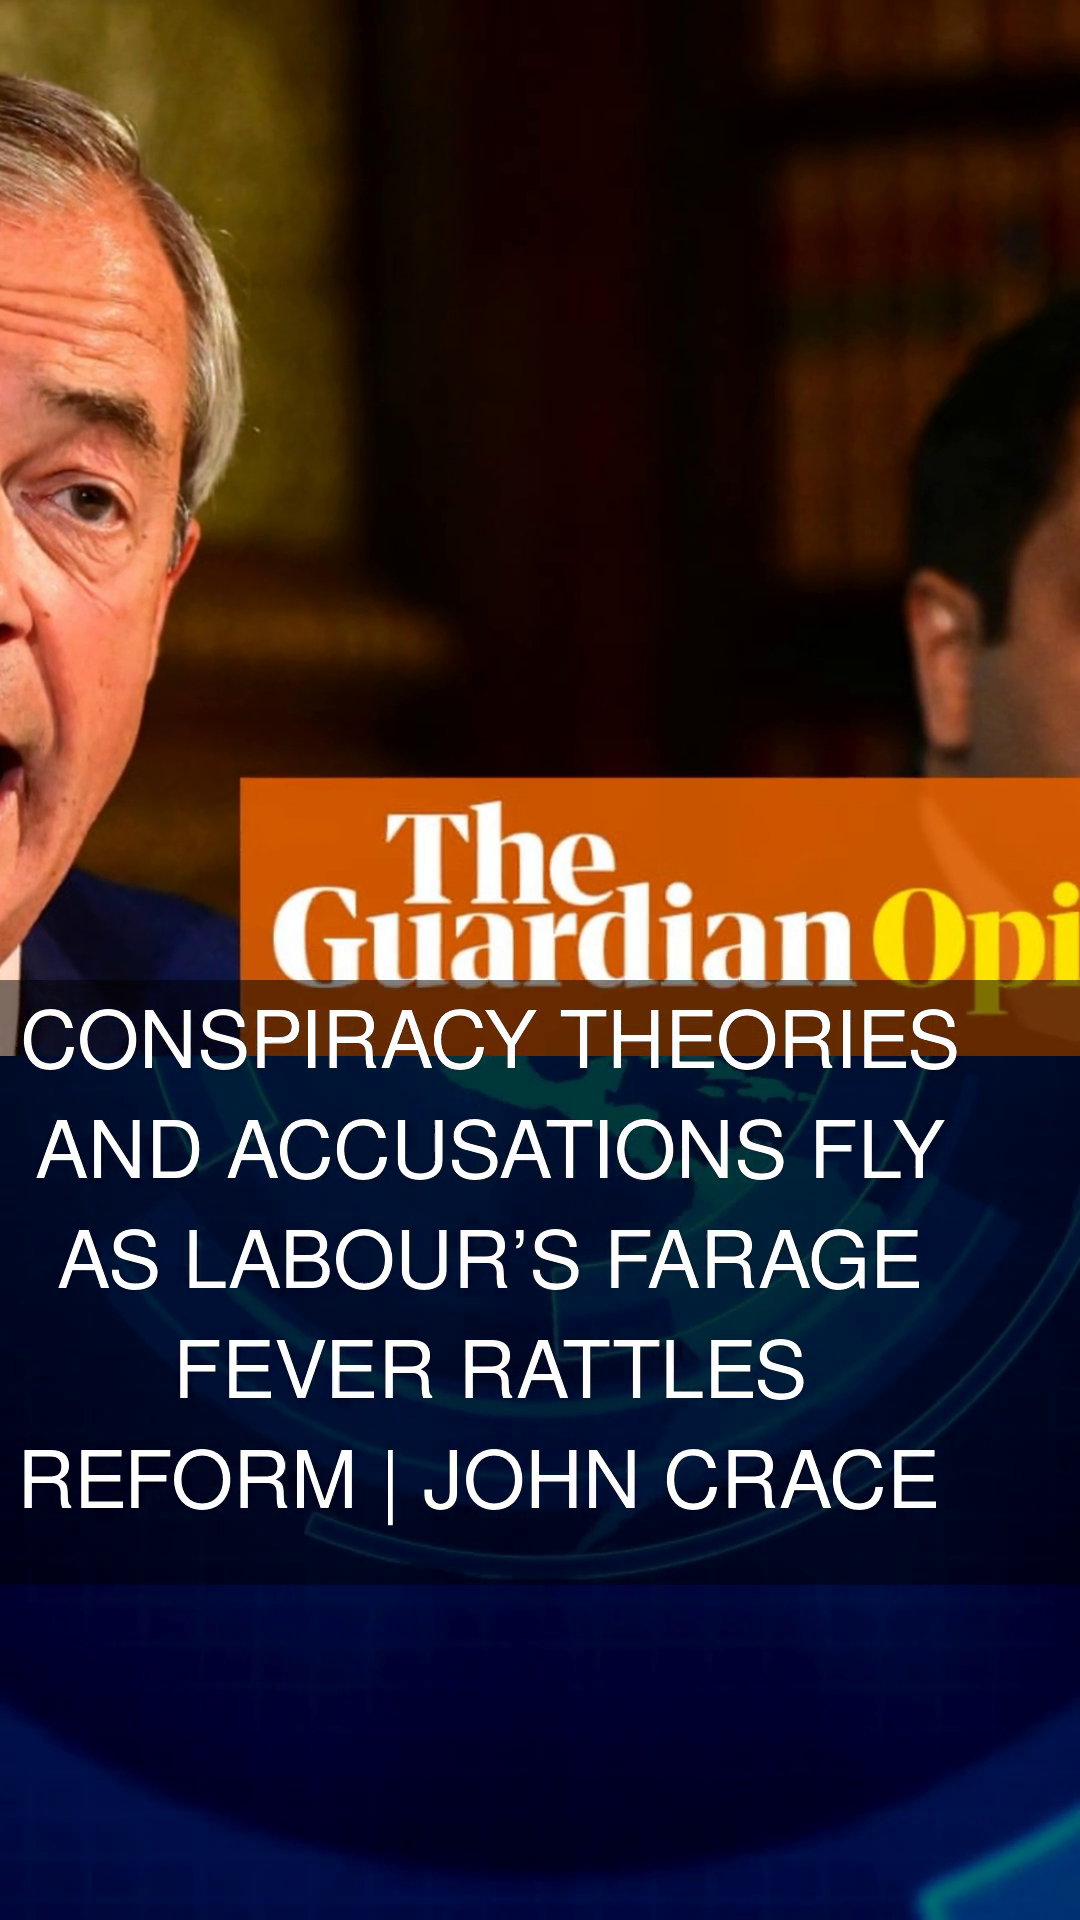 The
Guardian Opi
CONSPIRACY THEORIES
AND ACCUSATIONS FLY
AS LABOUR’S FARAGE
FEVER RATTLES
REFORM | JOHN CRACE